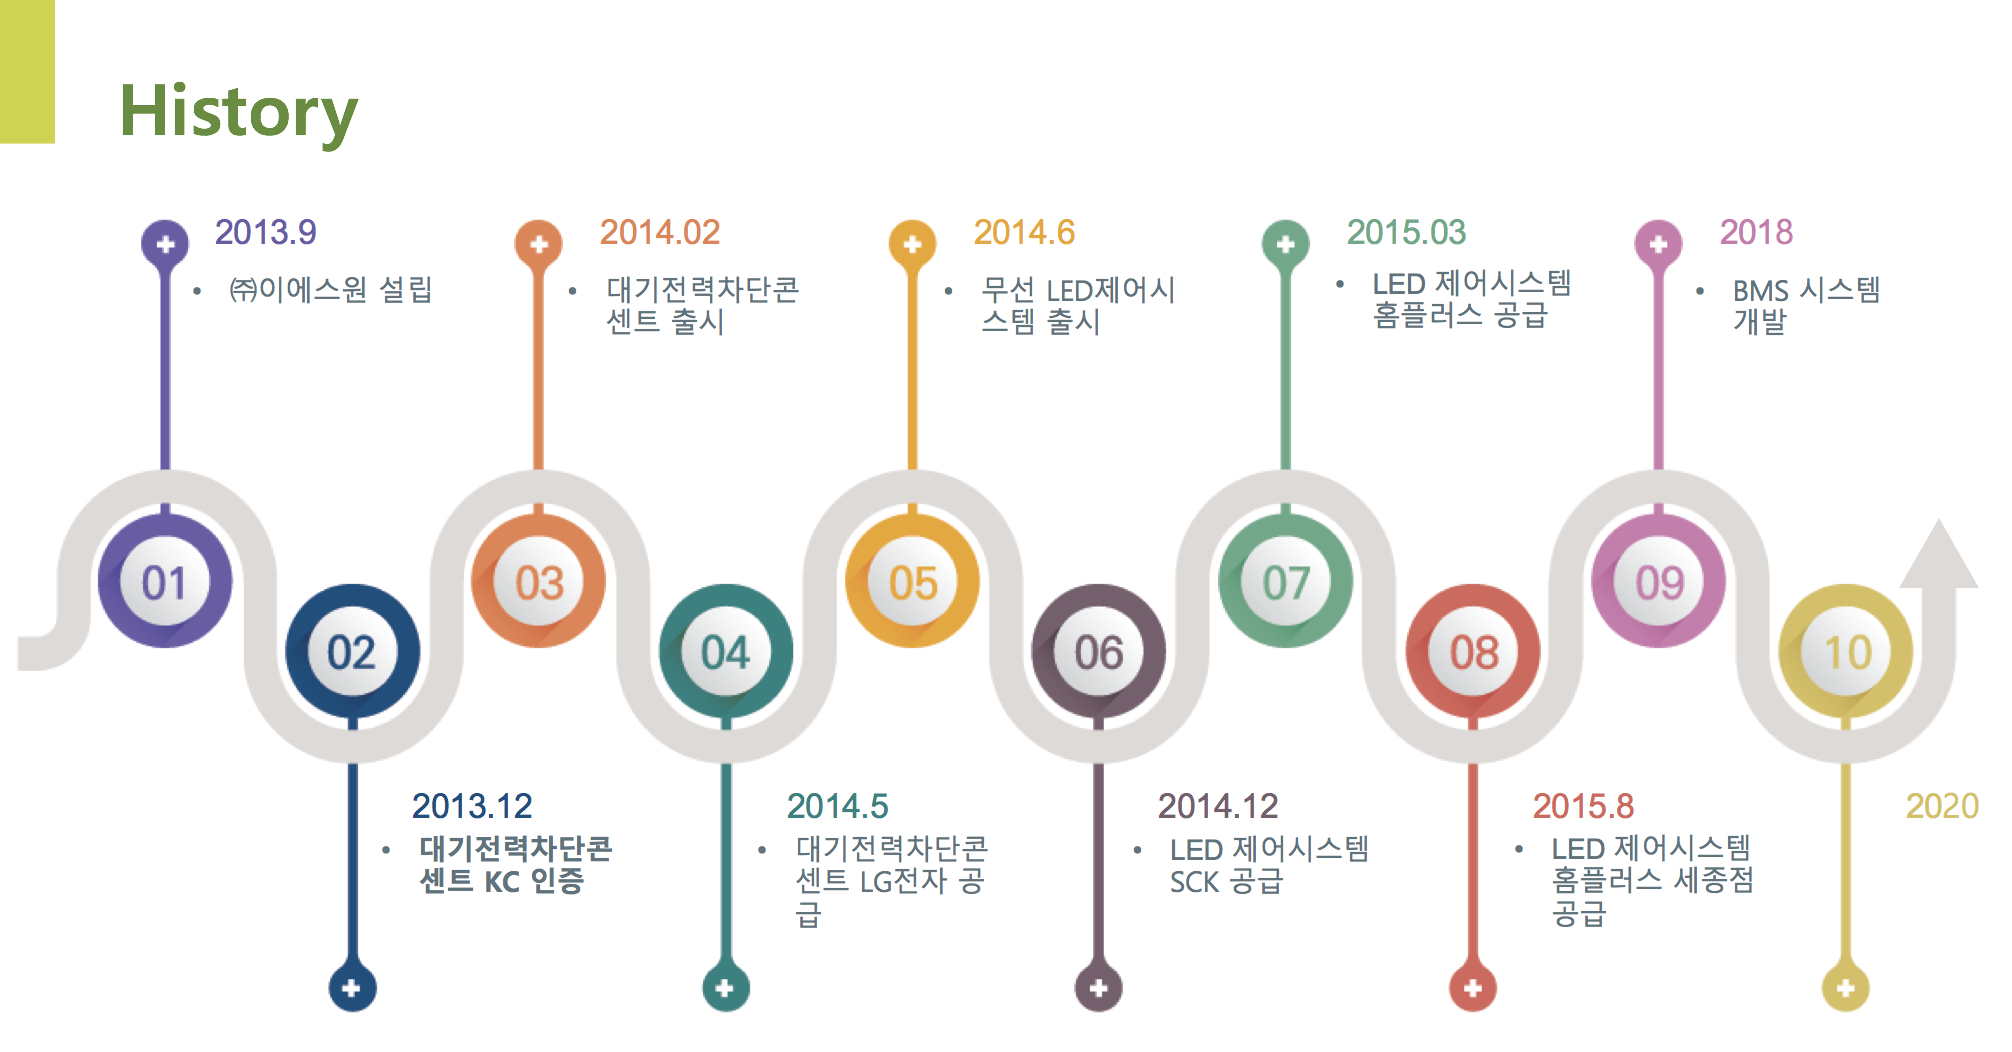 History
2013.9
• ㈜이에스원 설립
2014.02
• 대기전력차단콘
센트 출시
2014.6
• 무선 LED제어시
스템 출시
2015.03
• LED 제어시스템
홈플러스 공급
2018
• BMS 시스템
개발
01
02
03
04
05
06
07
08
09
10
2013.12
• 대기전력차단콘
센트 KC 인증
2014.5
• 대기전력차단콘
센트 LG전자 공
급
2014.12
• LED 제어시스템
SCK 공급
2015.8
• LED 제어시스템
홈플러스 세종점
공급
2020